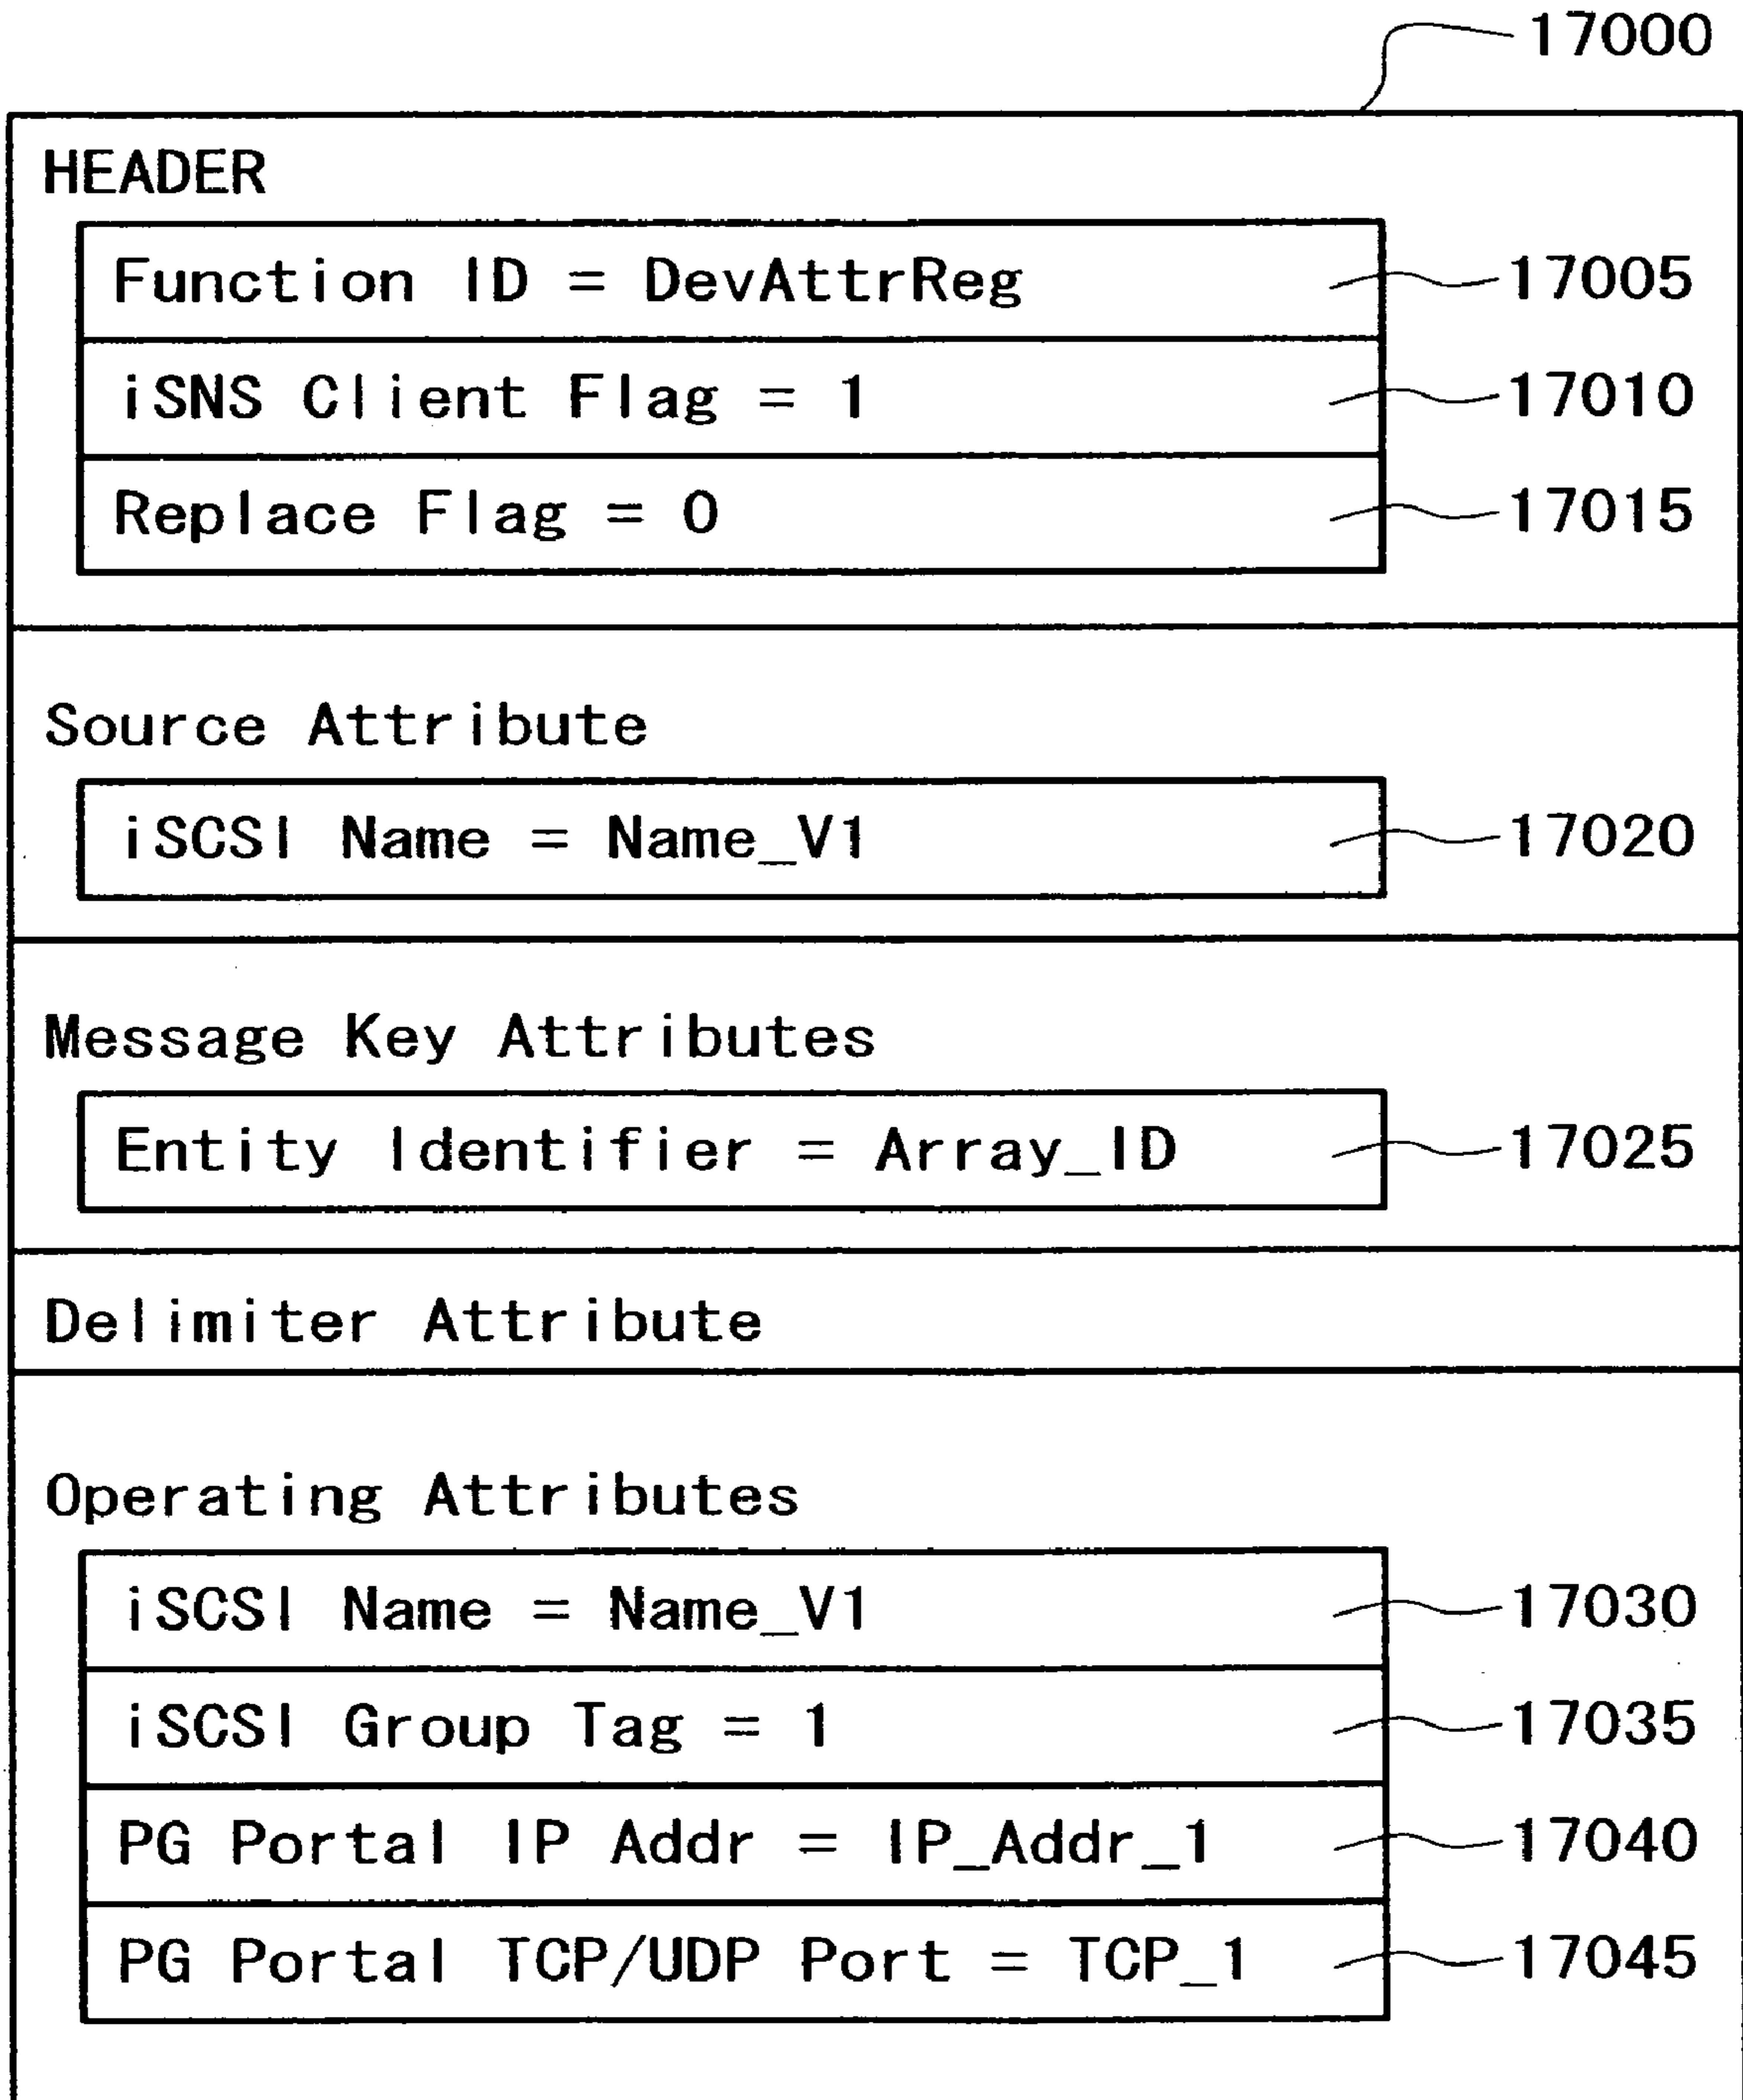 17000
HEADER
Function ID = DevAttrReg 17005
iSNS Client Flag = 1 17010
Replace Flag = 0 17015
Source Attribute
iSCSI Name = Name_V1 17020
Message Key Attributes
Entity Identifier = Array_ID 17025
Delimiter Attribute
Operating Attributes
iSCSI Name = Name_V1 17030
iSCSI Group Tag = 1 17035
PG Portal IP Addr = IP_Addr_1 17040
PG Portal TCP/UDP Port = TCP_1 17045